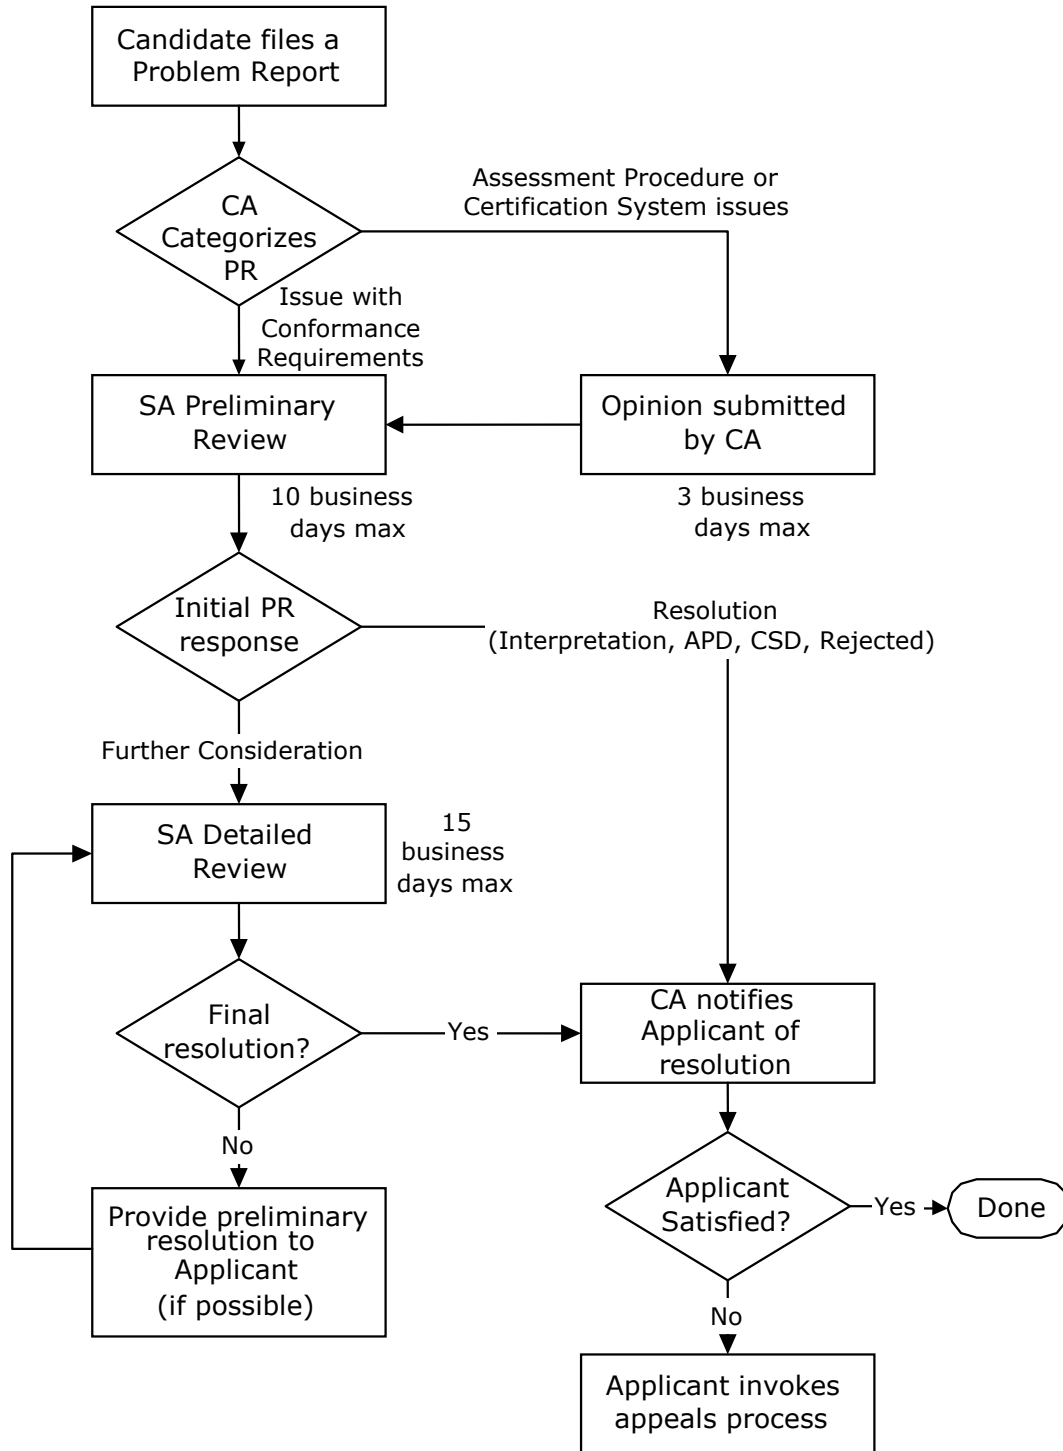 Candidate files a
Problem Report
CA
Categorizes
PR
Assessment Procedure or
Certification System issues
Issue with
Conformance
Requirements
SA Preliminary
Review
Opinion submitted
by CA
10 business
days max
3 business
days max
Initial PR
response
Resolution
(Interpretation, APD, CSD, Rejected)
Further Consideration
SA Detailed
Review
15
business
days max
Final
resolution?
Yes
CA notifies
Applicant of
resolution
No
Provide preliminary
resolution to
Applicant
(if possible)
Applicant
Satisfied?
Yes
Done
No
Applicant invokes
appeals process